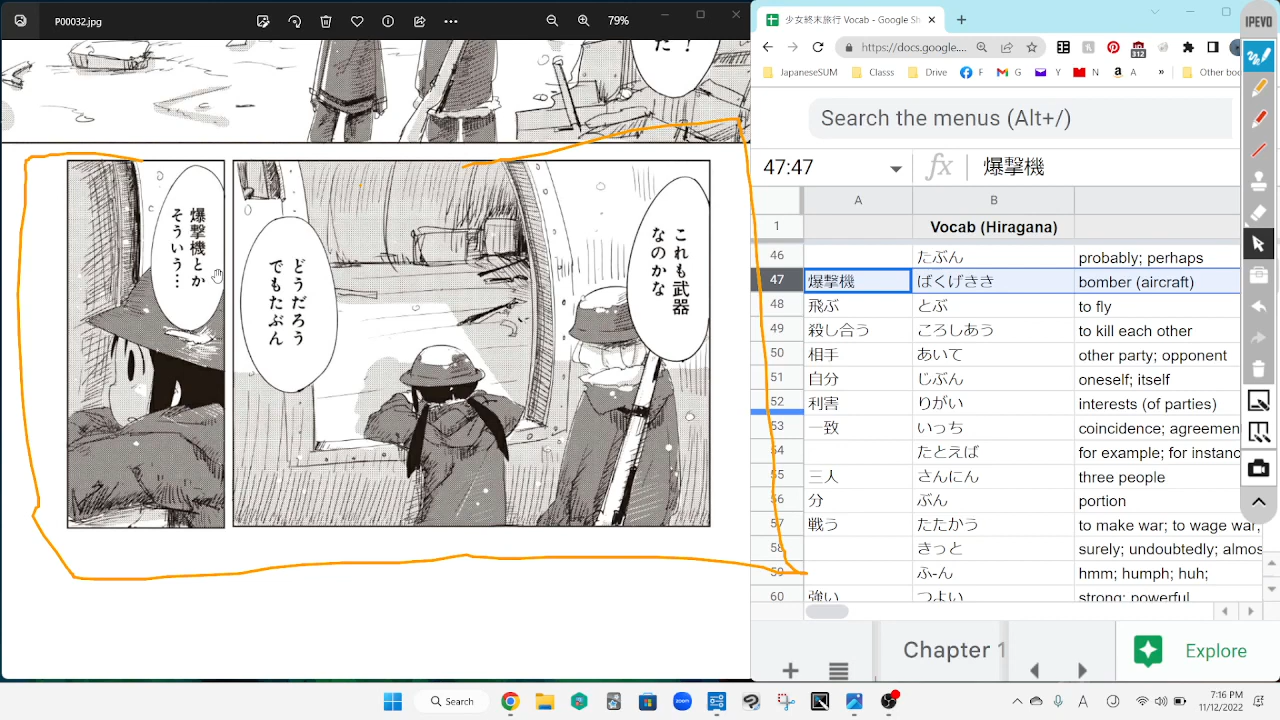 P00032.jpg
79%
だ！
これも武器
なのかな
どうだろう
でもたぶん
爆撃機とか
そういう…
少女終末旅行 Vocab - Google Sh
https://docs.google.com
JapaneseSUM
Class
Drive
F
G
Y
N
A
»
Other boo
Search the menus (Alt+/)
47:47
fx
爆撃機
A
B
1
Vocab (Hiragana)
46 たぶん probably; perhaps
47 爆撃機 ばくげきき bomber (aircraft)
48 飛ぶ とぶ to fly
49 殺し合う ころしあう to kill each other
50 相手 あいて other party; opponent
51 自分 じぶん oneself; itself
52 利害 りがい interests (of parties)
53 一致 いっち coincidence; agreemen
54 たとえば for example; for instanc
55 三人 さんにん three people
56 分 ぶん portion
57 戦う たたかう to make war; to wage war,
58 きっと surely; undoubtedly; almos
59 ふーん hmm; humph; huh;
60 強い つよい strong; powerful
Chapter 1
Explore
IPEVO
Search
zoom
A
7:16 PM
11/28/2022